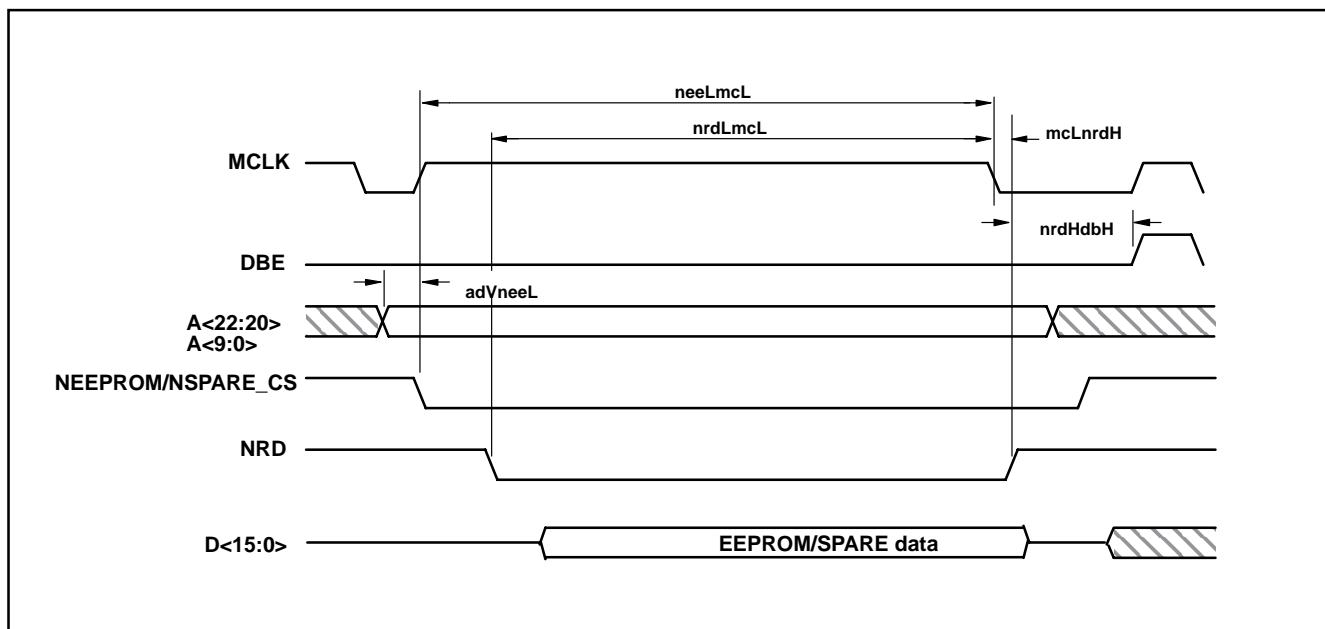 neeLmcL
nrdLmcL
mcLnrdH
MCLK
nrdHdbH
DBE
adVneeL
A<22:20>
A<9:0>
NEEPROM/NSPARE_CS
NRD
D<15:0>
EEPROM/SPARE data